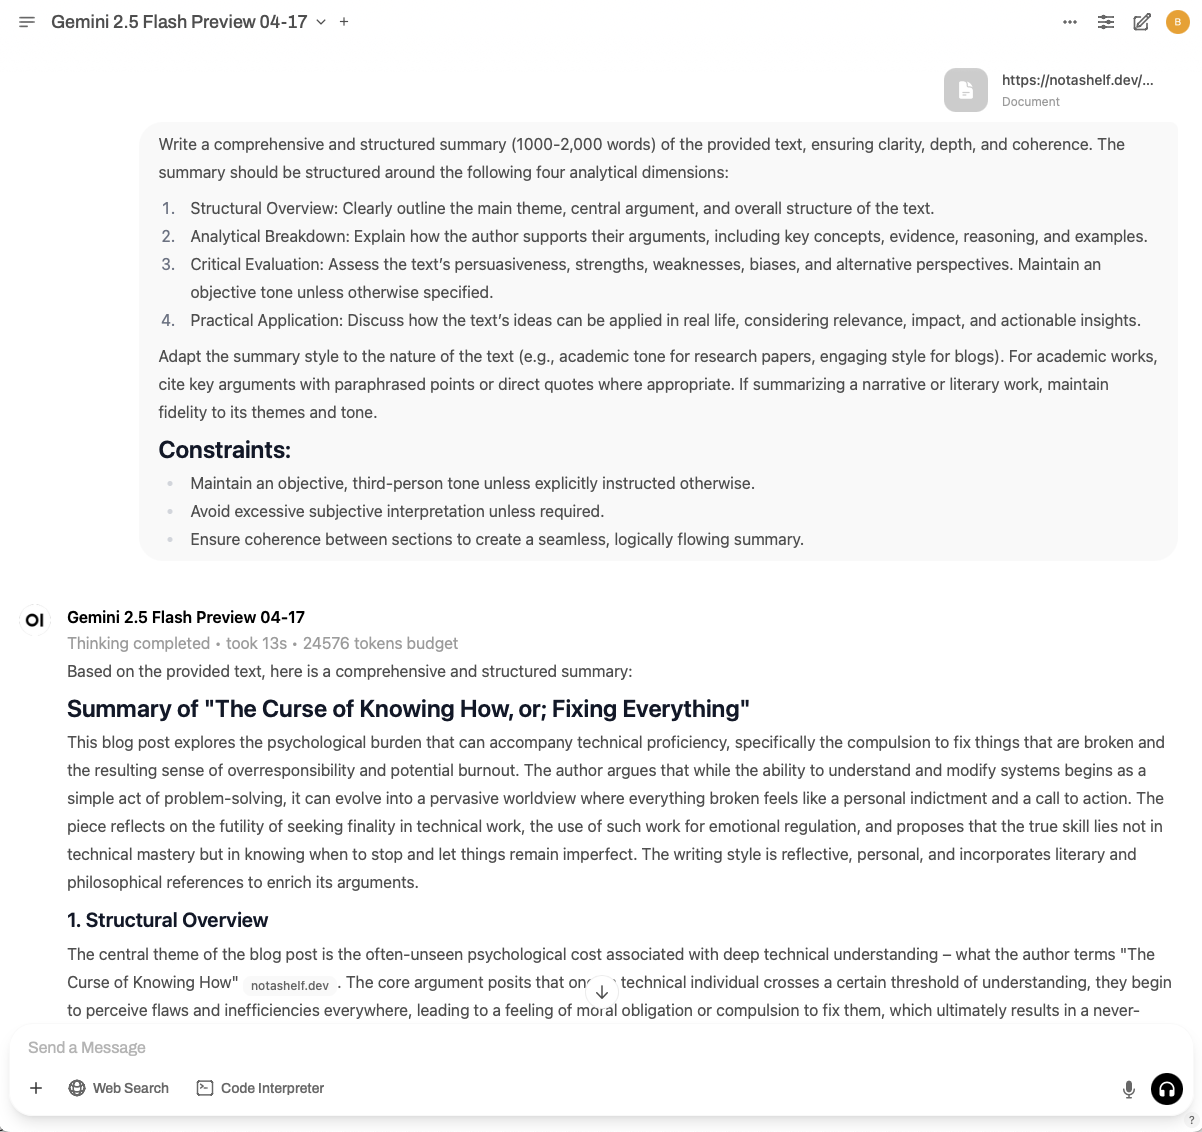 Gemini 2.5 Flash Preview 04-17
B
https://notashelf.dev/...
Document
Write a comprehensive and structured summary (1000-2,000 words) of the provided text, ensuring clarity, depth, and coherence. The
summary should be structured around the following four analytical dimensions:
1. Structural Overview: Clearly outline the main theme, central argument, and overall structure of the text.
2. Analytical Breakdown: Explain how the author supports their arguments, including key concepts, evidence, reasoning, and examples.
3. Critical Evaluation: Assess the text's persuasiveness, strengths, weaknesses, biases, and alternative perspectives. Maintain an
objective tone unless otherwise specified.
4. Practical Application: Discuss how the text's ideas can be applied in real life, considering relevance, impact, and actionable insights.
Adapt the summary style to the nature of the text (e.g., academic tone for research papers, engaging style for blogs). For academic works,
cite key arguments with paraphrased points or direct quotes where appropriate. If summarizing a narrative or literary work, maintain
fidelity to its themes and tone.
Constraints:
• Maintain an objective, third-person tone unless explicitly instructed otherwise.
• Avoid excessive subjective interpretation unless required.
• Ensure coherence between sections to create a seamless, logically flowing summary.
OI
Gemini 2.5 Flash Preview 04-17
Thinking completed • took 13s • 24576 tokens budget
Based on the provided text, here is a comprehensive and structured summary:
Summary of "The Curse of Knowing How, or; Fixing Everything"
This blog post explores the psychological burden that can accompany technical proficiency, specifically the compulsion to fix things that are broken and
the resulting sense of overresponsibility and potential burnout. The author argues that while the ability to understand and modify systems begins as a
simple act of problem-solving, it can evolve into a pervasive worldview where everything broken feels like a personal indictment and a call to action. The
piece reflects on the futility of seeking finality in technical work, the use of such work for emotional regulation, and proposes that the true skill lies not in
technical mastery but in knowing when to stop and let things remain imperfect. The writing style is reflective, personal, and incorporates literary and
philosophical references to enrich its arguments.
1. Structural Overview
The central theme of the blog post is the often-unseen psychological cost associated with deep technical understanding – what the author terms "The
Curse of Knowing How" notashelf.dev . The core argument posits that technical individual crosses a certain threshold of understanding, they begin
to perceive flaws and inefficiencies everywhere, leading to a feeling of moral obligation or compulsion to fix them, which ultimately results in a never-
Send a Message
Web Search
Code Interpreter
?